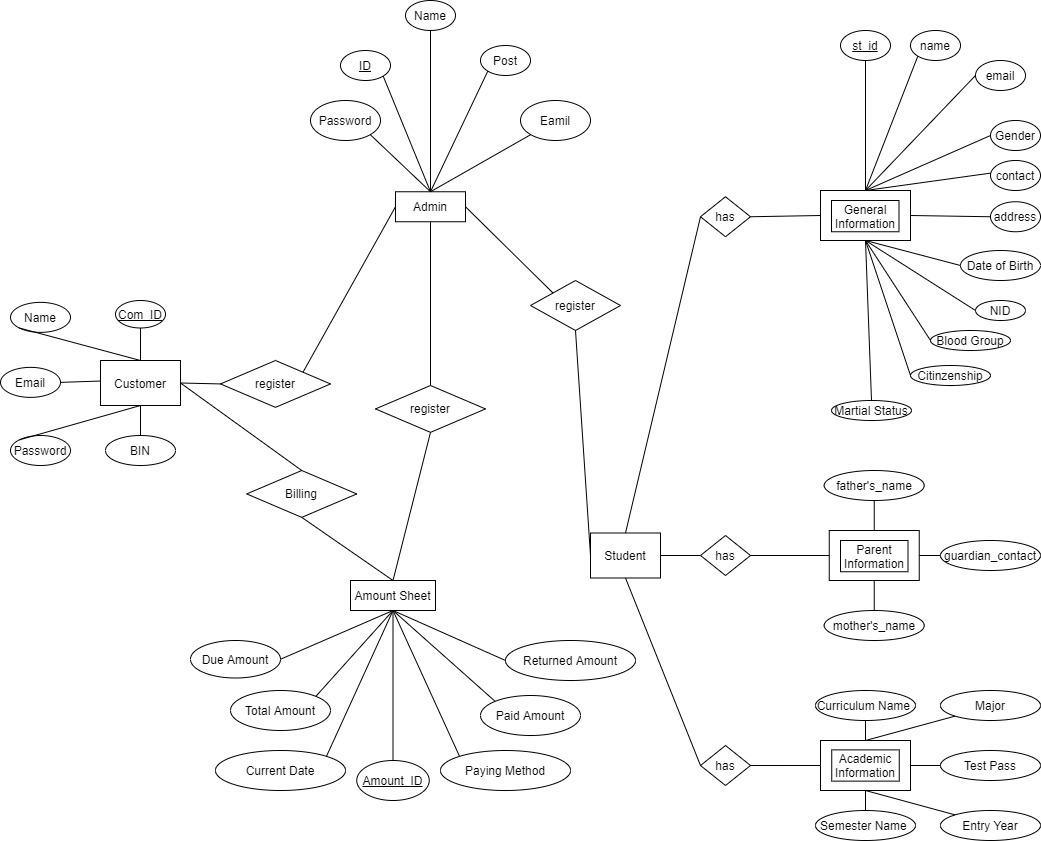 Name
ID
Post
Password
Eamil
Admin
st_id
name
email
Gender
contact
address
General
Information
has
Date of Birth
NID
Blood Group
Citinzenship
Martial Status
register
Name
Com_ID
Email
Customer
register
Password
BIN
register
Billing
father's_name
Student
has
Parent
Information
guardian_contact
mother's_name
Amount Sheet
Due Amount
Returned Amount
Total Amount
Paid Amount
Current Date
Amount_ID
Paying Method
Curriculum Name
Major
has
Academic
Information
Test Pass
Semester Name
Entry Year